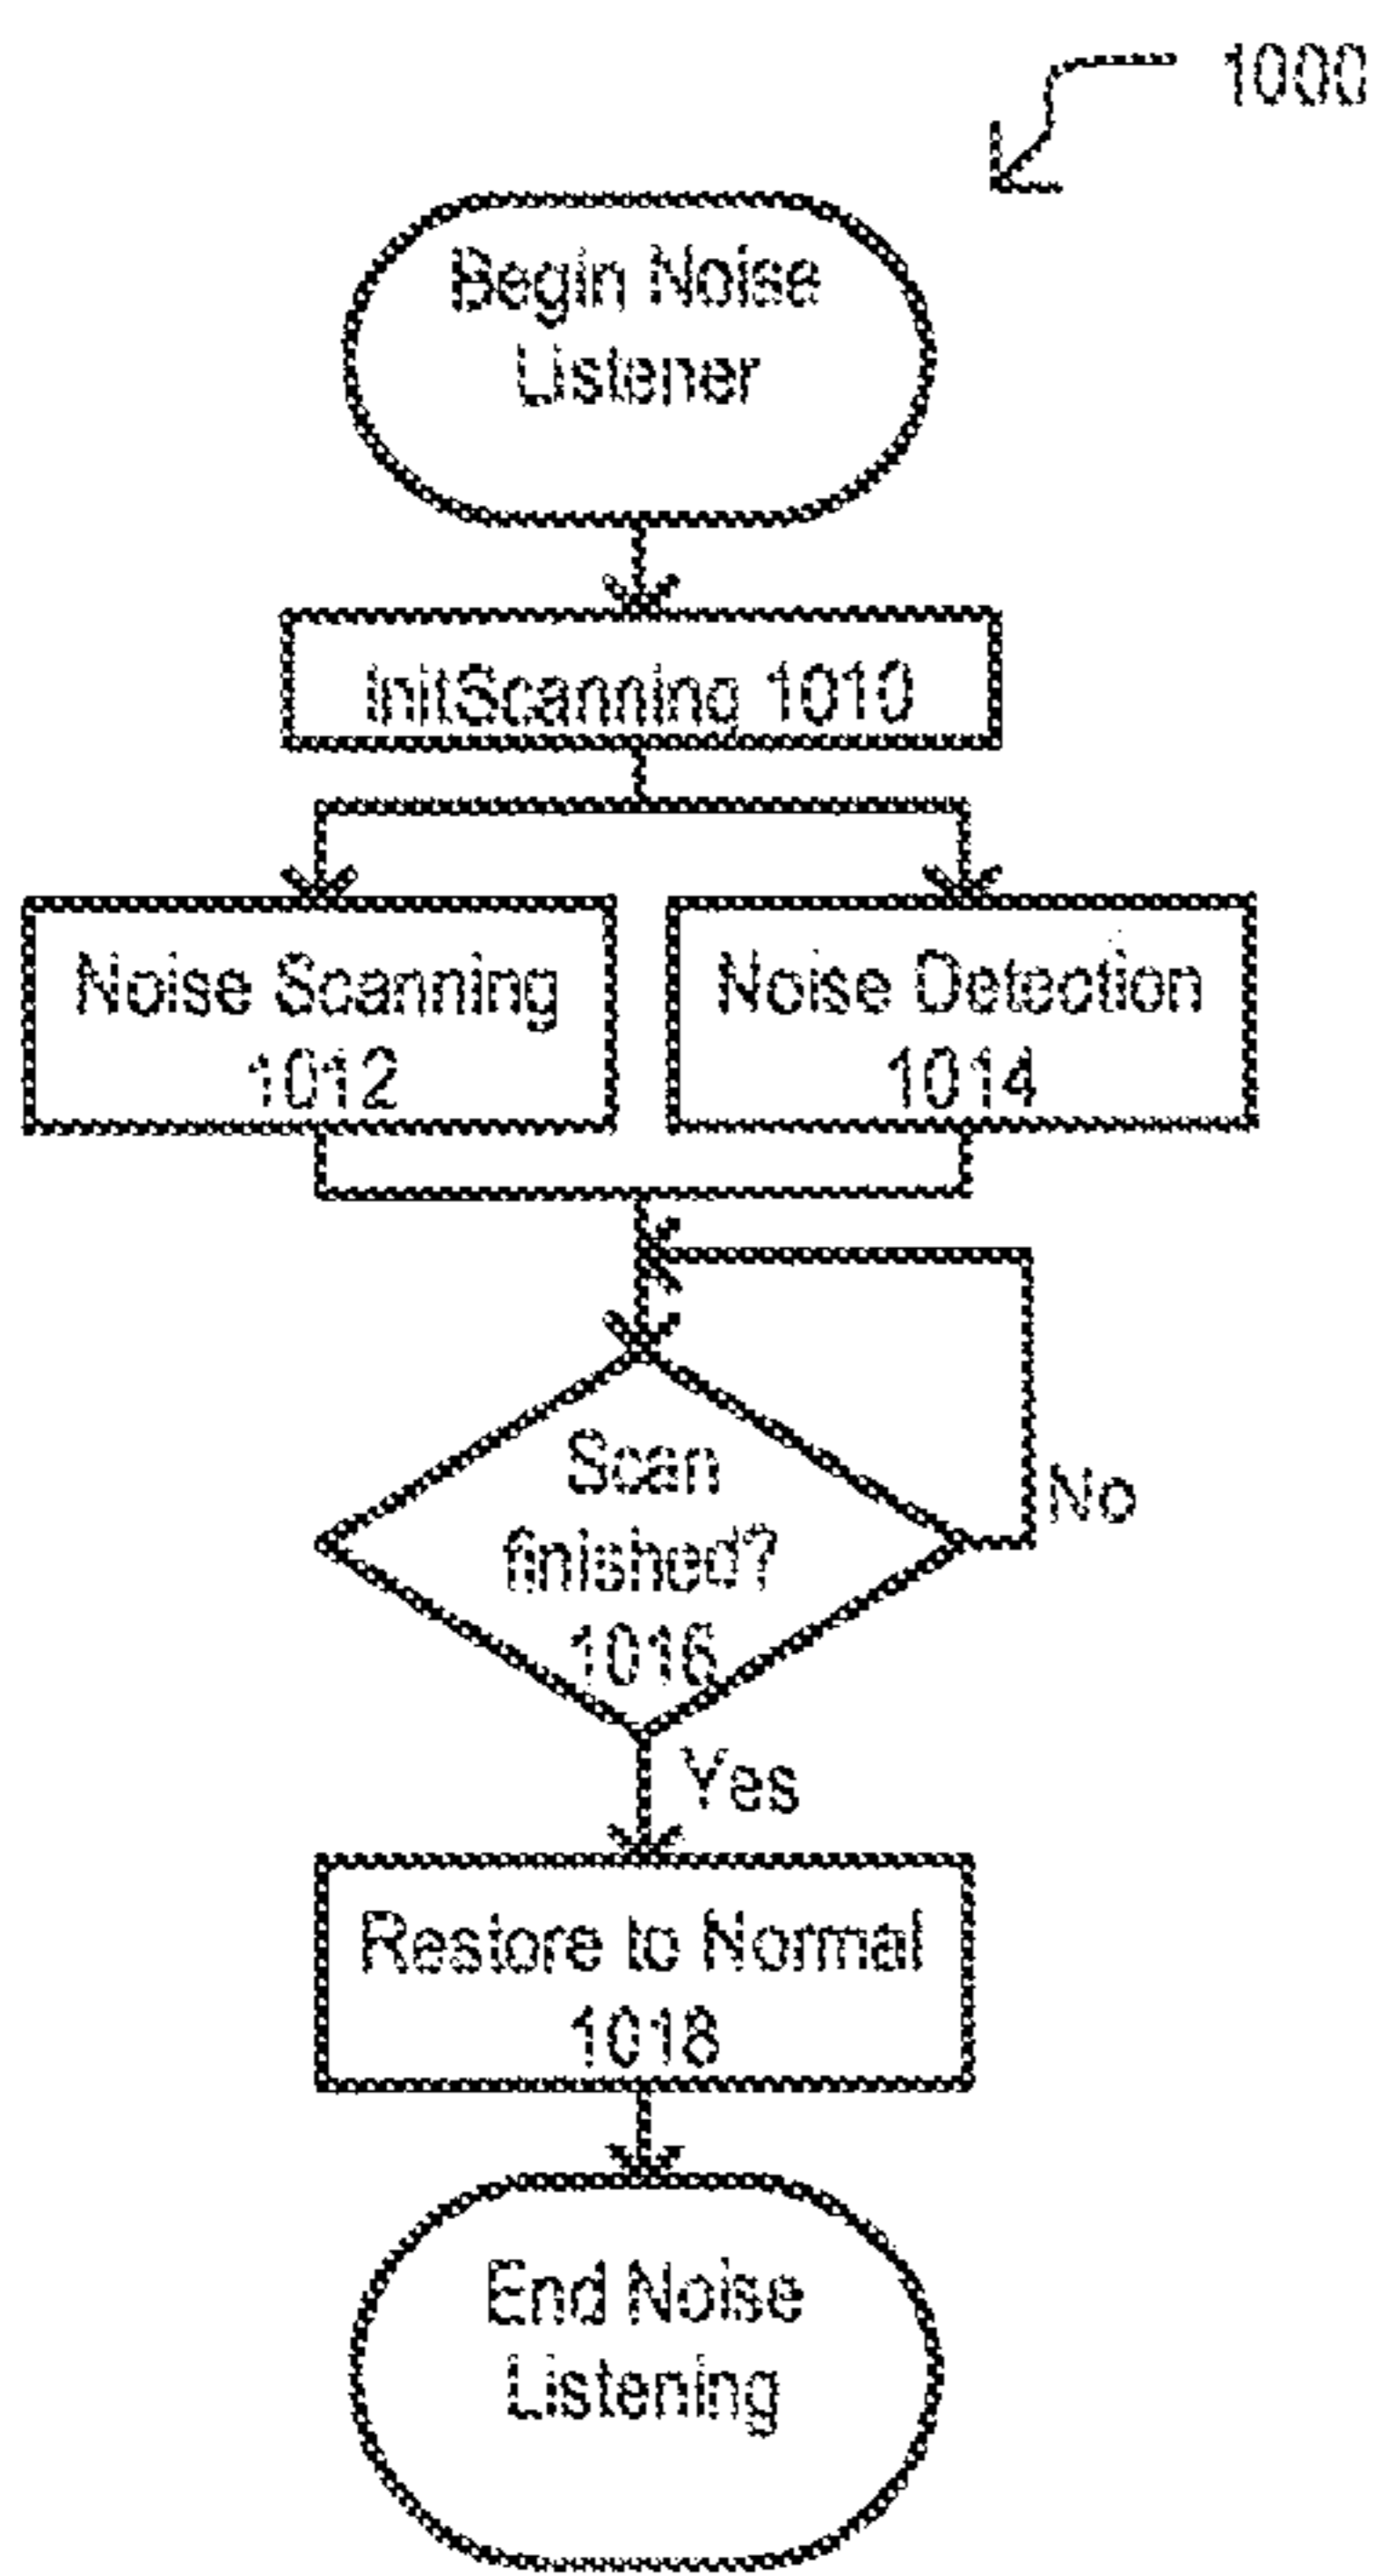 1000
Begin Noise
Listener
InitScanning 1010
Noise Scanning
1012
Noise Detection
1014
Scan
finished?
1016
No
Yes
Restore to Normal
1018
End Noise
Listening